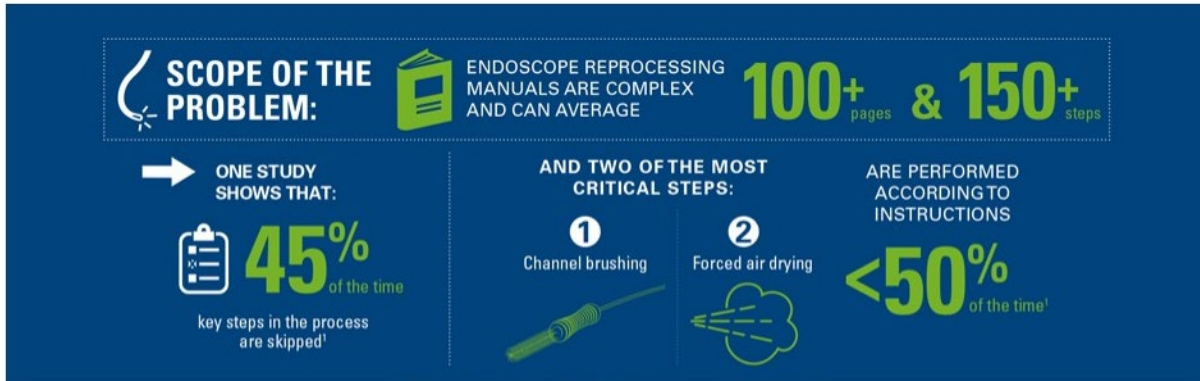 SCOPE OF THE
PROBLEM:
ENDOSCOPE REPROCESSING
MANUALS ARE COMPLEX
AND CAN AVERAGE
100+
pages
&
150+
steps
ONE STUDY
SHOWS THAT:
45%
of the time
key steps in the process
are skipped¹
AND TWO OF THE MOST
CRITICAL STEPS:
1
Channel brushing
2
Forced air drying
ARE PERFORMED
ACCORDING TO
INSTRUCTIONS
<50%
of the time¹